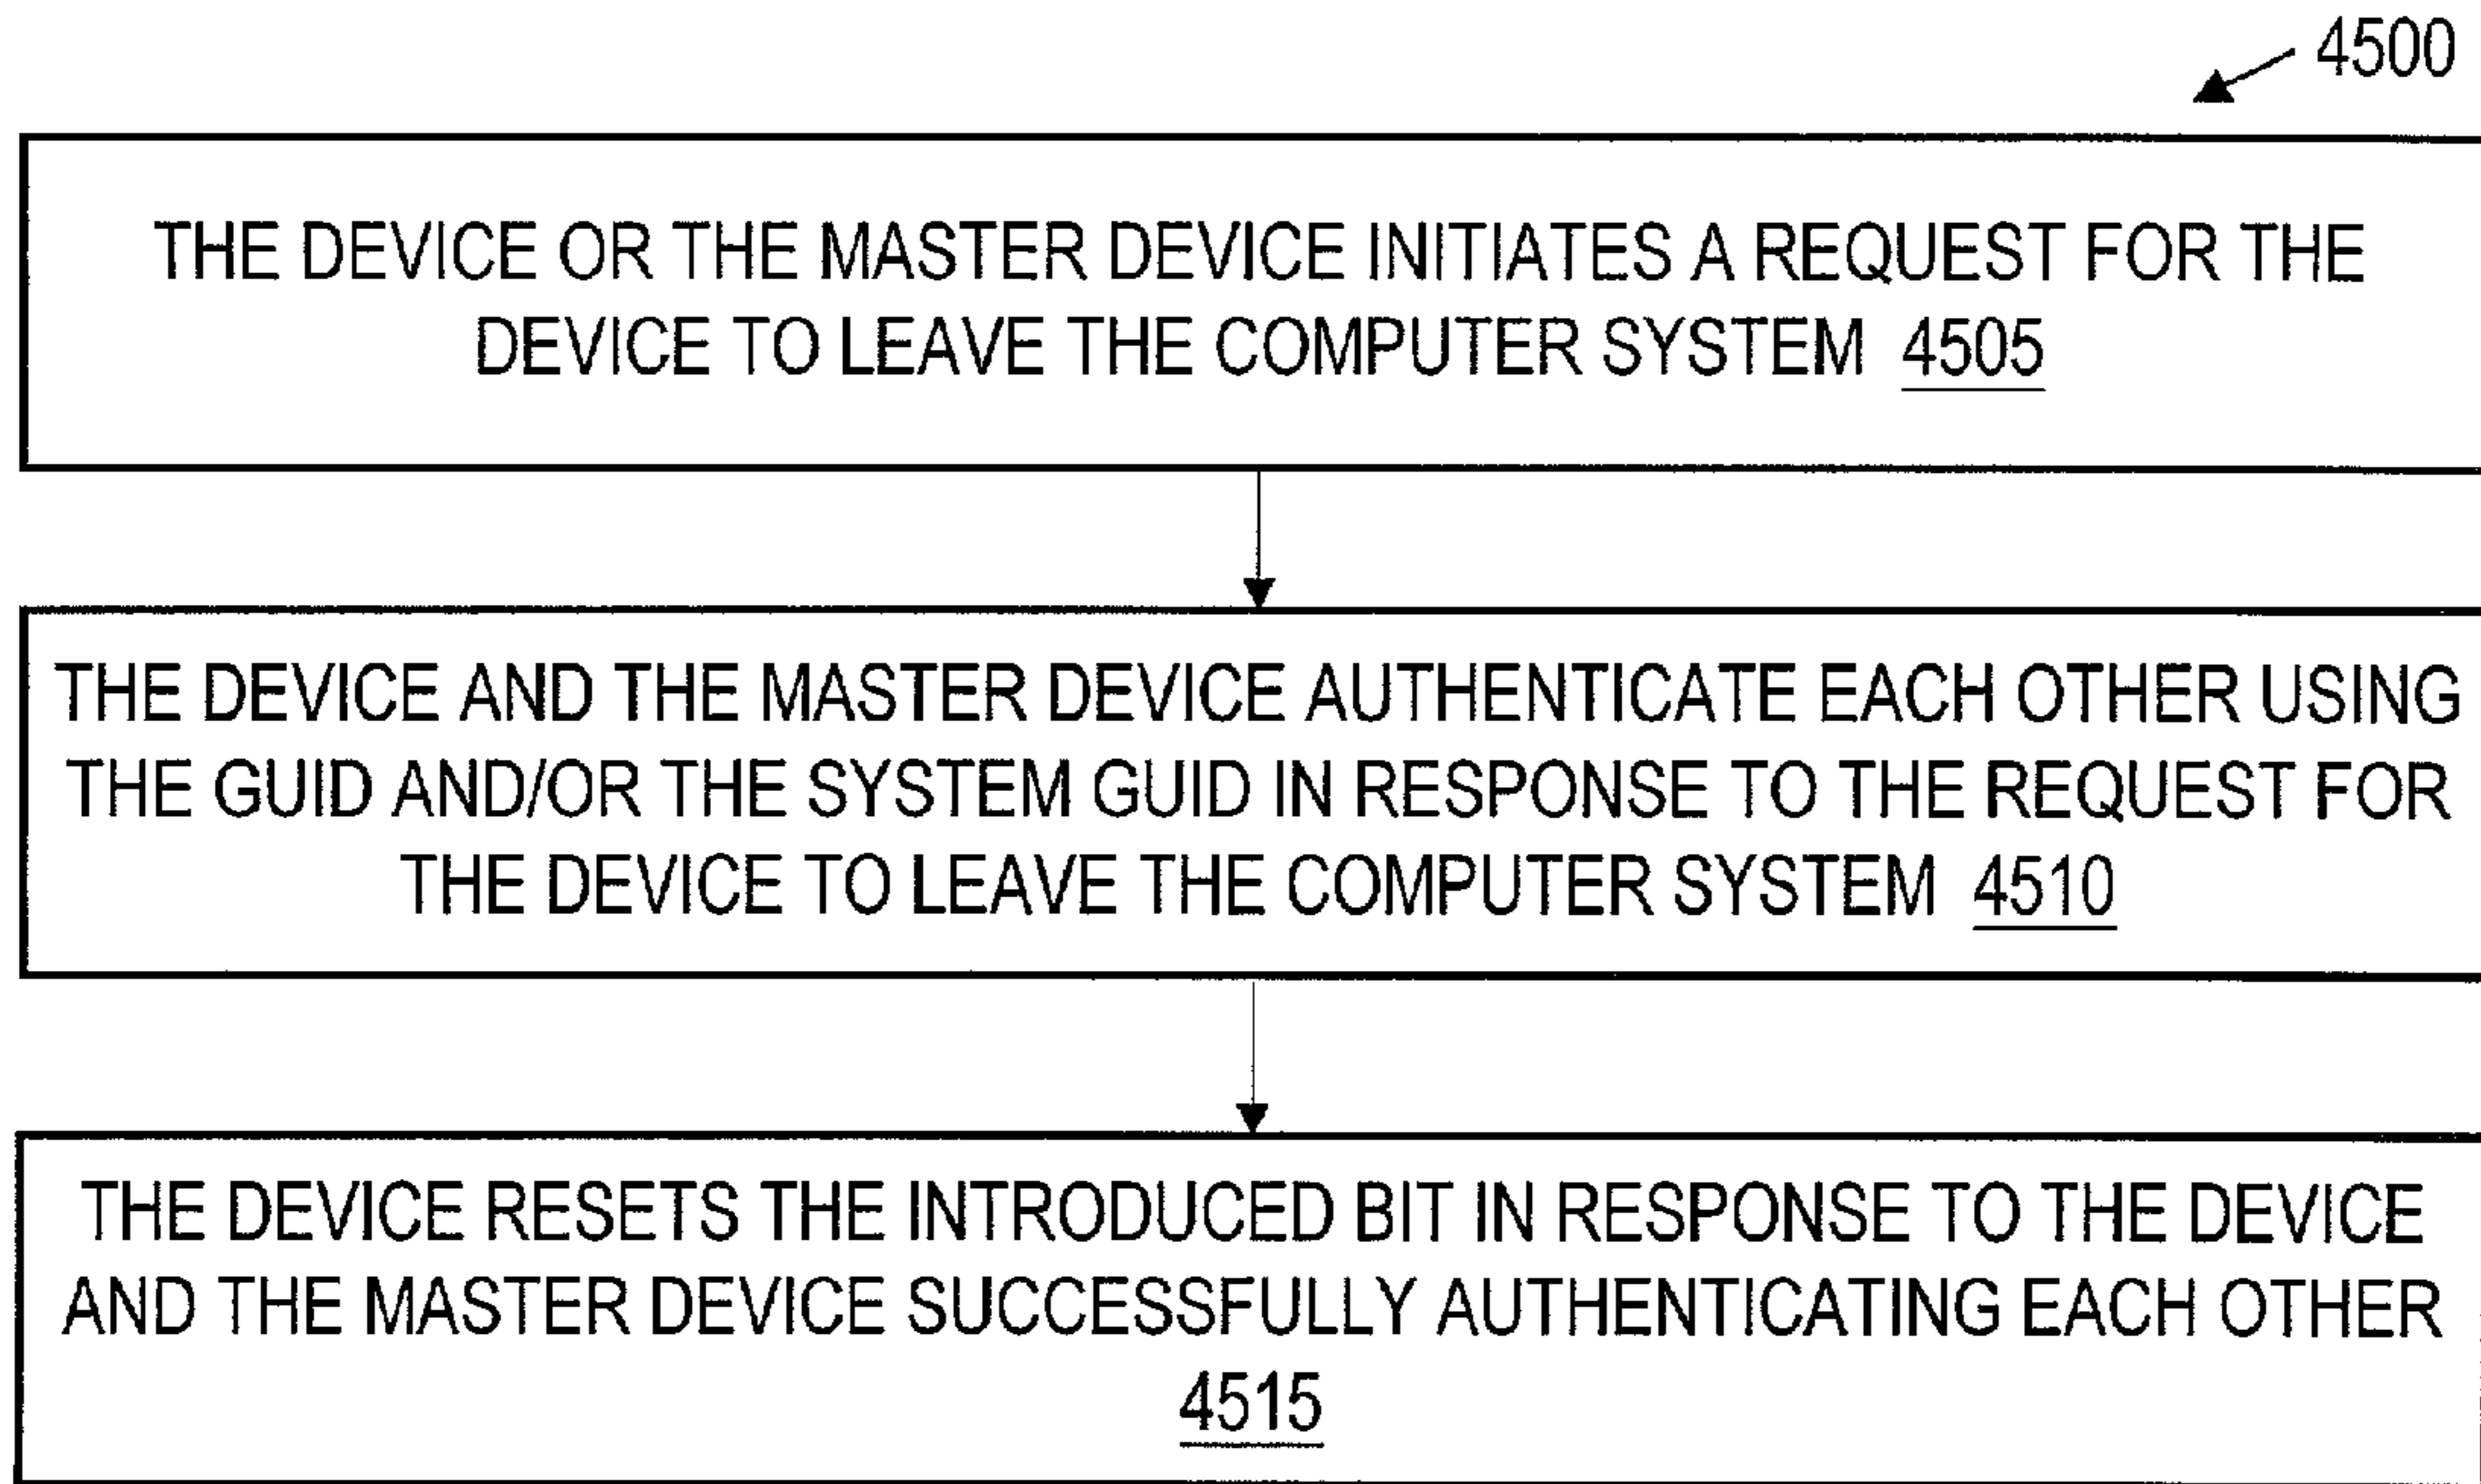 4500
THE DEVICE OR THE MASTER DEVICE INITIATES A REQUEST FOR THE
DEVICE TO LEAVE THE COMPUTER SYSTEM 4505
THE DEVICE AND THE MASTER DEVICE AUTHENTICATE EACH OTHER USING
THE GUID AND/OR THE SYSTEM GUID IN RESPONSE TO THE REQUEST FOR
THE DEVICE TO LEAVE THE COMPUTER SYSTEM 4510
THE DEVICE RESETS THE INTRODUCED BIT IN RESPONSE TO THE DEVICE
AND THE MASTER DEVICE SUCCESSFULLY AUTHENTICATING EACH OTHER
4515